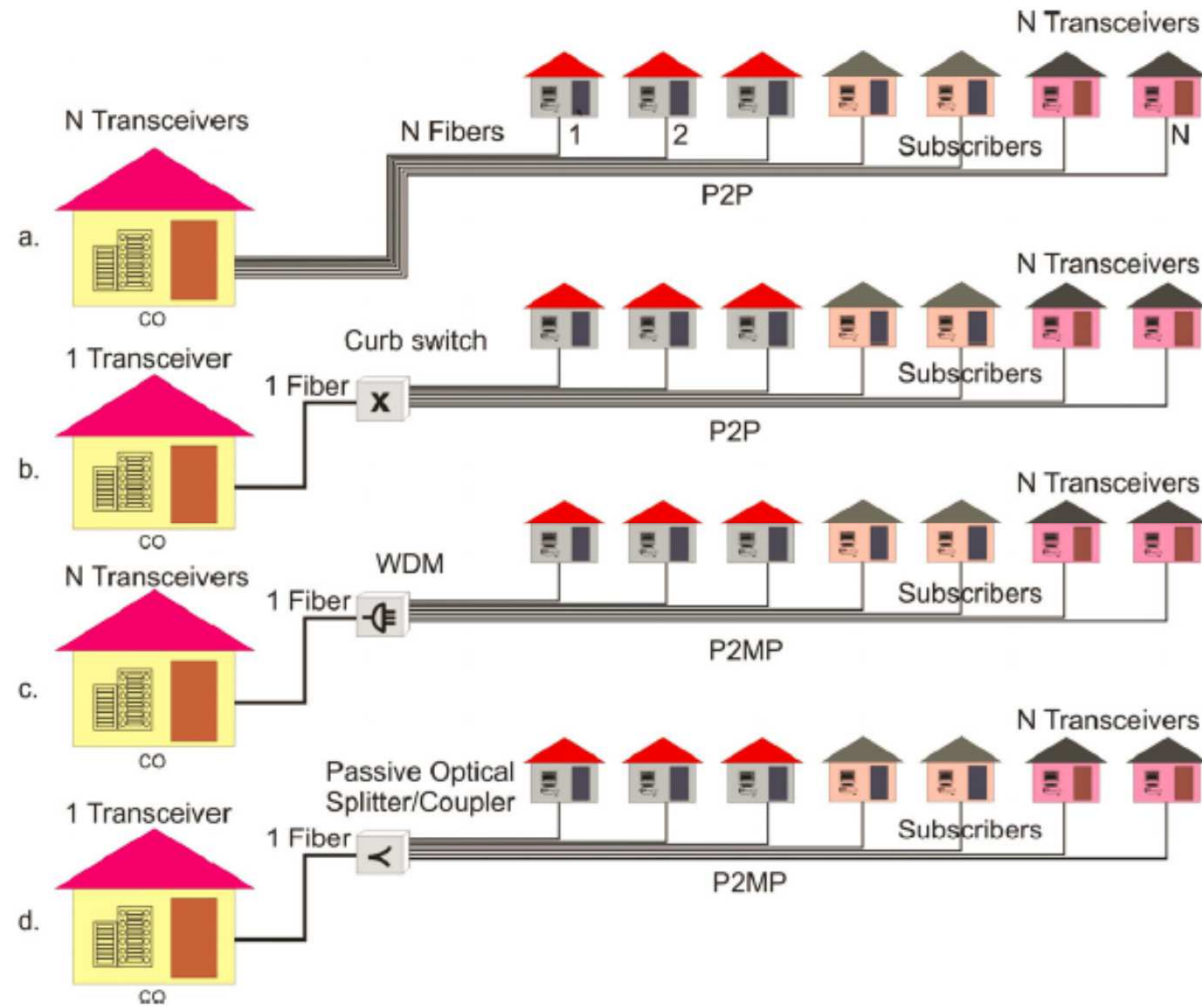 N Transceivers
N Transceivers
N Fibers
1
2
Subscribers
N
P2P
a.
CO
N Transceivers
1 Transceiver
Curb switch
1 Fiber
X
Subscribers
P2P
b.
CO
N Transceivers
N Transceivers
WDM
1 Fiber
Subscribers
P2MP
c.
CO
N Transceivers
1 Transceiver
Passive Optical
Splitter/Coupler
1 Fiber
Subscribers
P2MP
d.
CO